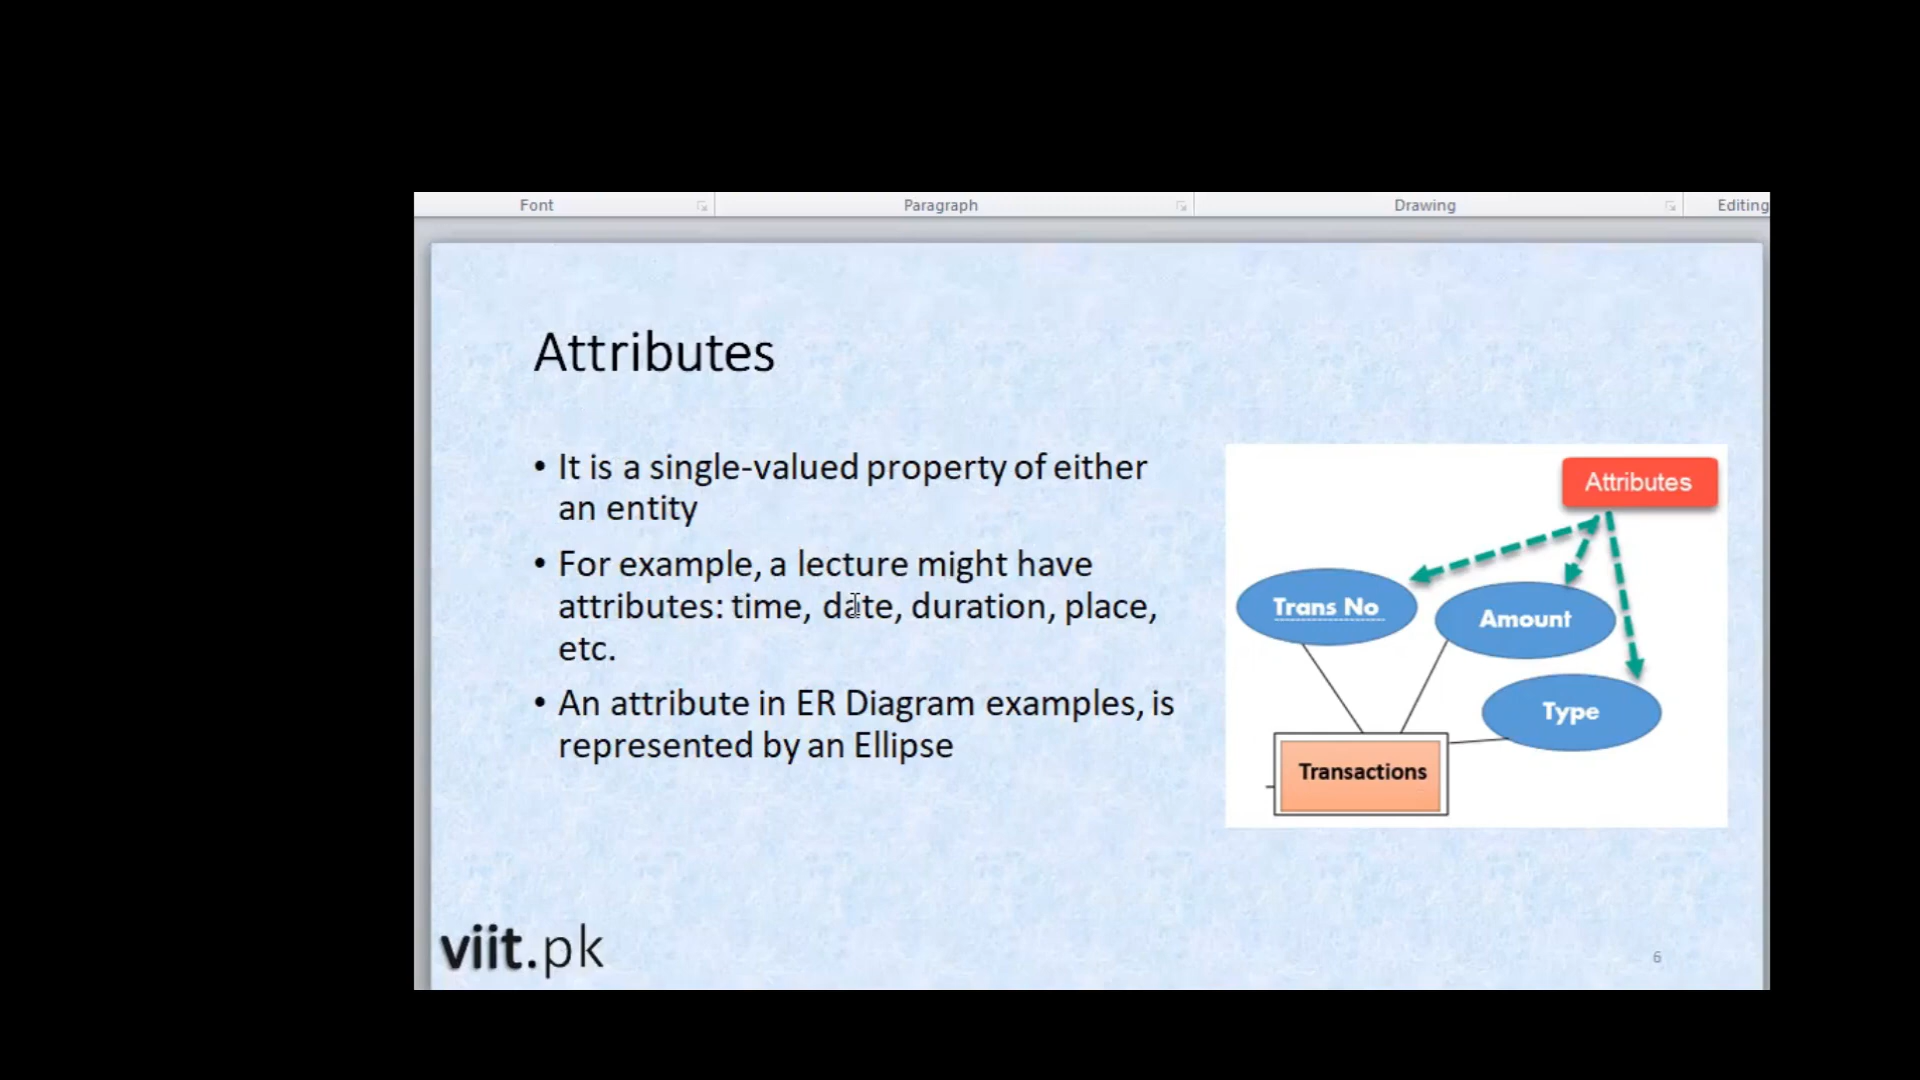 Font
Paragraph
Drawing
Editing
Attributes
• It is a single-valued property of either
an entity
• For example, a lecture might have
attributes: time, date, duration, place,
etc.
• An attribute in ER Diagram examples, is
represented by an Ellipse
Attributes
Trans No
Amount
Type
Transactions
viit.pk
6